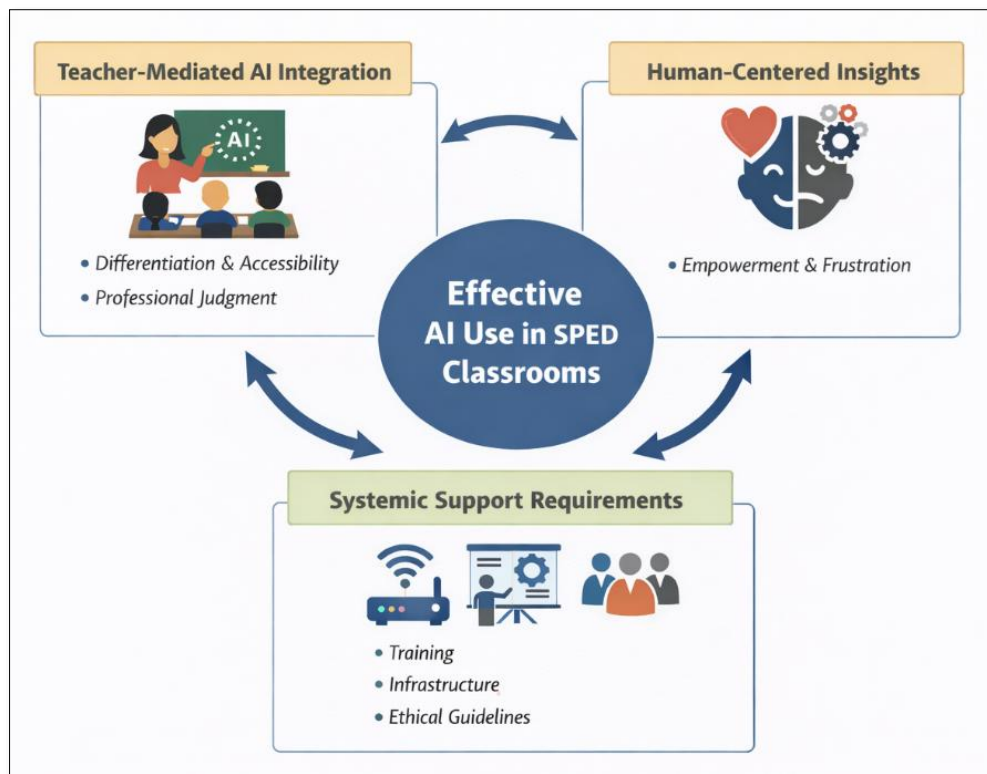 Teacher-Mediated AI Integration
AI
• Differentiation & Accessibility
• Professional Judgment
Human-Centered Insights
• Empowerment & Frustration
Effective
AI Use in SPED
Classrooms
Systemic Support Requirements
• Training
• Infrastructure
• Ethical Guidelines